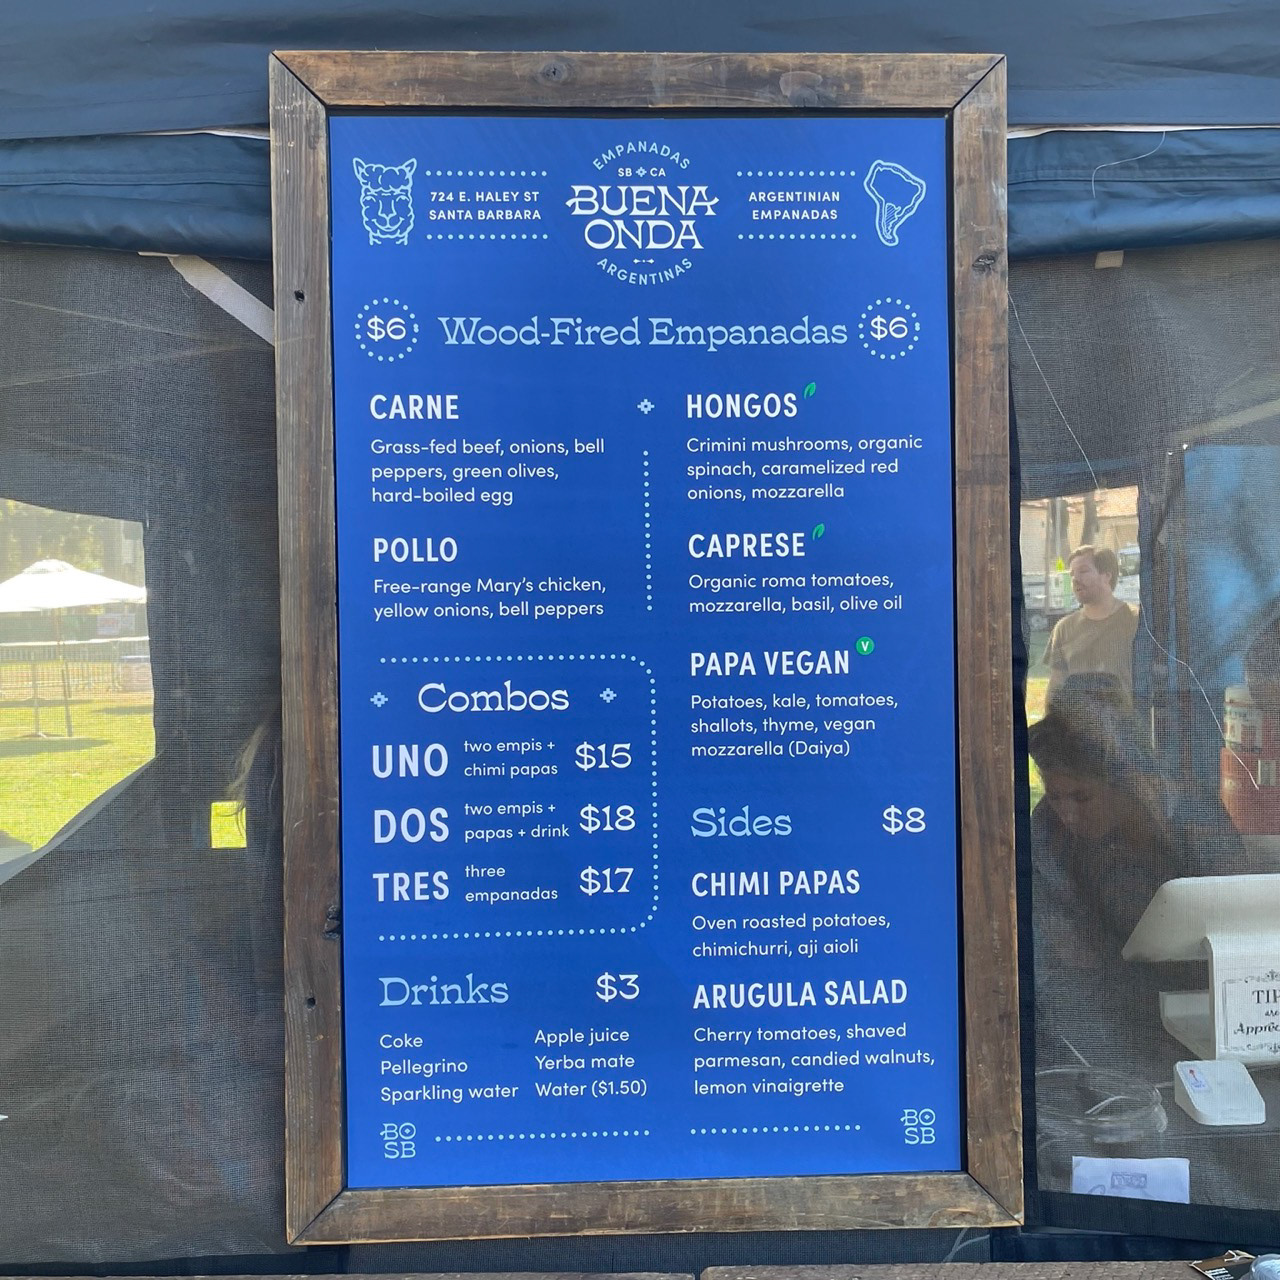 EMPANADAS
SB CA
BUENA
ONDA
ARGENTINAS
724 E. HALEY ST
SANTA BARBARA
ARGENTINIAN
EMPANADAS
$6 Wood-Fired Empanadas $6
CARNE
Grass-fed beef, onions, bell
peppers, green olives,
hard-boiled egg
POLLO
Free-range Mary's chicken,
yellow onions, bell peppers
Combos
UNO two empis + chimi papas $15
DOS two empis + papas + drink $18
TRES three empanadas $17
Drinks $3
Coke
Pellegrino
Sparkling water
Apple juice
Yerba mate
Water ($1.50)
BO
SB
HONGOS
Crimini mushrooms, organic
spinach, caramelized red
onions, mozzarella
CAPRESE
Organic roma tomatoes,
mozzarella, basil, olive oil
PAPA VEGAN V
Potatoes, kale, tomatoes,
shallots, thyme, vegan
mozzarella (Daiya)
Sides $8
CHIMI PAPAS
Oven roasted potatoes,
chimichurri, aji aioli
ARUGULA SALAD
Cherry tomatoes, shaved
parmesan, candied walnuts,
lemon vinaigrette
BO
SB
are